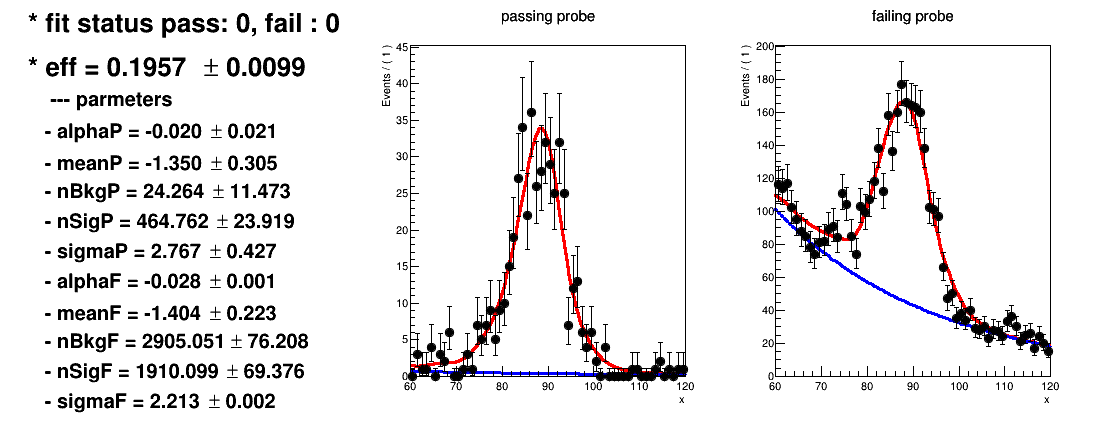 * fit status pass: 0, fail : 0
* eff = 0.1957 ± 0.0099
--- parmeters
- alphaP = -0.020 ± 0.021
- meanP = -1.350 ± 0.305
- nBkgP = 24.264 ± 11.473
- nSigP = 464.762 ± 23.919
- sigmaP = 2.767 ± 0.427
- alphaF = -0.028 ± 0.001
- meanF = -1.404 ± 0.223
- nBkgF = 2905.051 ± 76.208
- nSigF = 1910.099 ± 69.376
- sigmaF = 2.213 ± 0.002
passing probe
Events / ( 1 )
45
40
35
30
25
20
15
10
5
0
60 70 80 90 100 110 120
x
failing probe
Events / ( 1 )
200
180
160
140
120
100
80
60
40
20
0
60 70 80 90 100 110 120
x